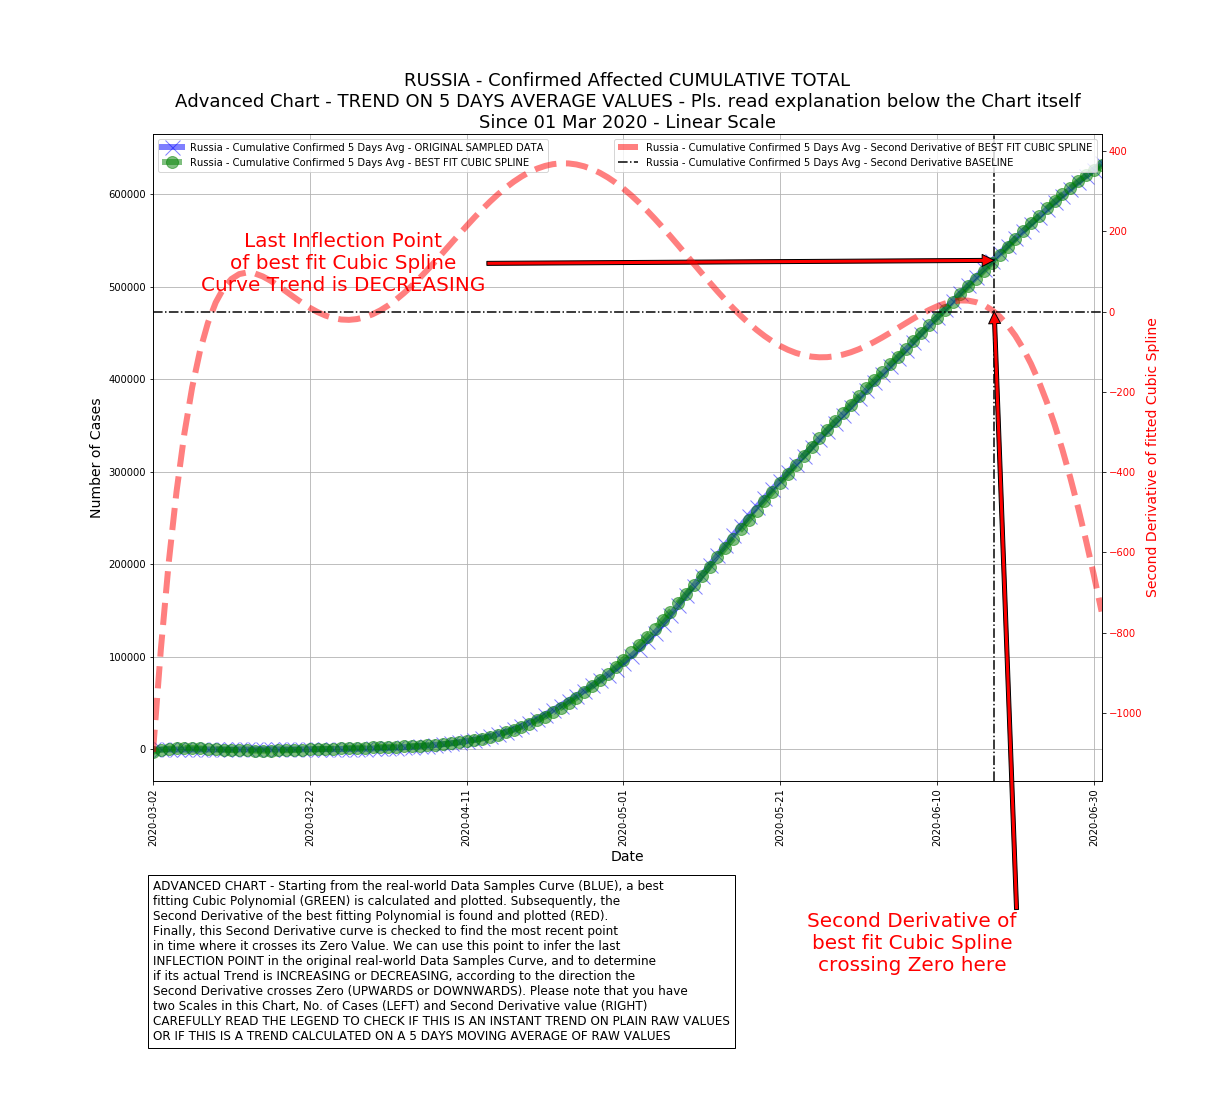 RUSSIA - Confirmed Affected CUMULATIVE TOTAL
Advanced Chart - TREND ON 5 DAYS AVERAGE VALUES - Pls. read explanation below the Chart itself
Since 01 Mar 2020 - Linear Scale
Russia - Cumulative Confirmed 5 Days Avg - ORIGINAL SAMPLED DATA
Russia - Cumulative Confirmed 5 Days Avg - BEST FIT CUBIC SPLINE
Russia - Cumulative Confirmed 5 Days Avg - Second Derivative of BEST FIT CUBIC SPLINE
Russia - Cumulative Confirmed 5 Days Avg - Second Derivative BASELINE
Last Inflection Point
of best fit Cubic Spline
Curve Trend is DECREASING
Number of Cases
600000
500000
400000
300000
200000
100000
0
400
200
0
−200
−400
−600
−800
−1000
Second Derivative of fitted Cubic Spline
2020-03-02
2020-03-22
2020-04-11
2020-05-01
2020-05-21
2020-06-10
2020-06-30
Date
Second Derivative of
best fit Cubic Spline
crossing Zero here
ADVANCED CHART - Starting from the real-world Data Samples Curve (BLUE), a best
fitting Cubic Polynomial (GREEN) is calculated and plotted. Subsequently, the
Second Derivative of the best fitting Polynomial is found and plotted (RED).
Finally, this Second Derivative curve is checked to find the most recent point
in time where it crosses its Zero Value. We can use this point to infer the last
INFLECTION POINT in the original real-world Data Samples Curve, and to determine
if its actual Trend is INCREASING or DECREASING, according to the direction the
Second Derivative crosses Zero (UPWARDS or DOWNWARDS). Please note that you have
two Scales in this Chart, No. of Cases (LEFT) and Second Derivative value (RIGHT)
CAREFULLY READ THE LEGEND TO CHECK IF THIS IS AN INSTANT TREND ON PLAIN RAW VALUES
OR IF THIS IS A TREND CALCULATED ON A 5 DAYS MOVING AVERAGE OF RAW VALUES